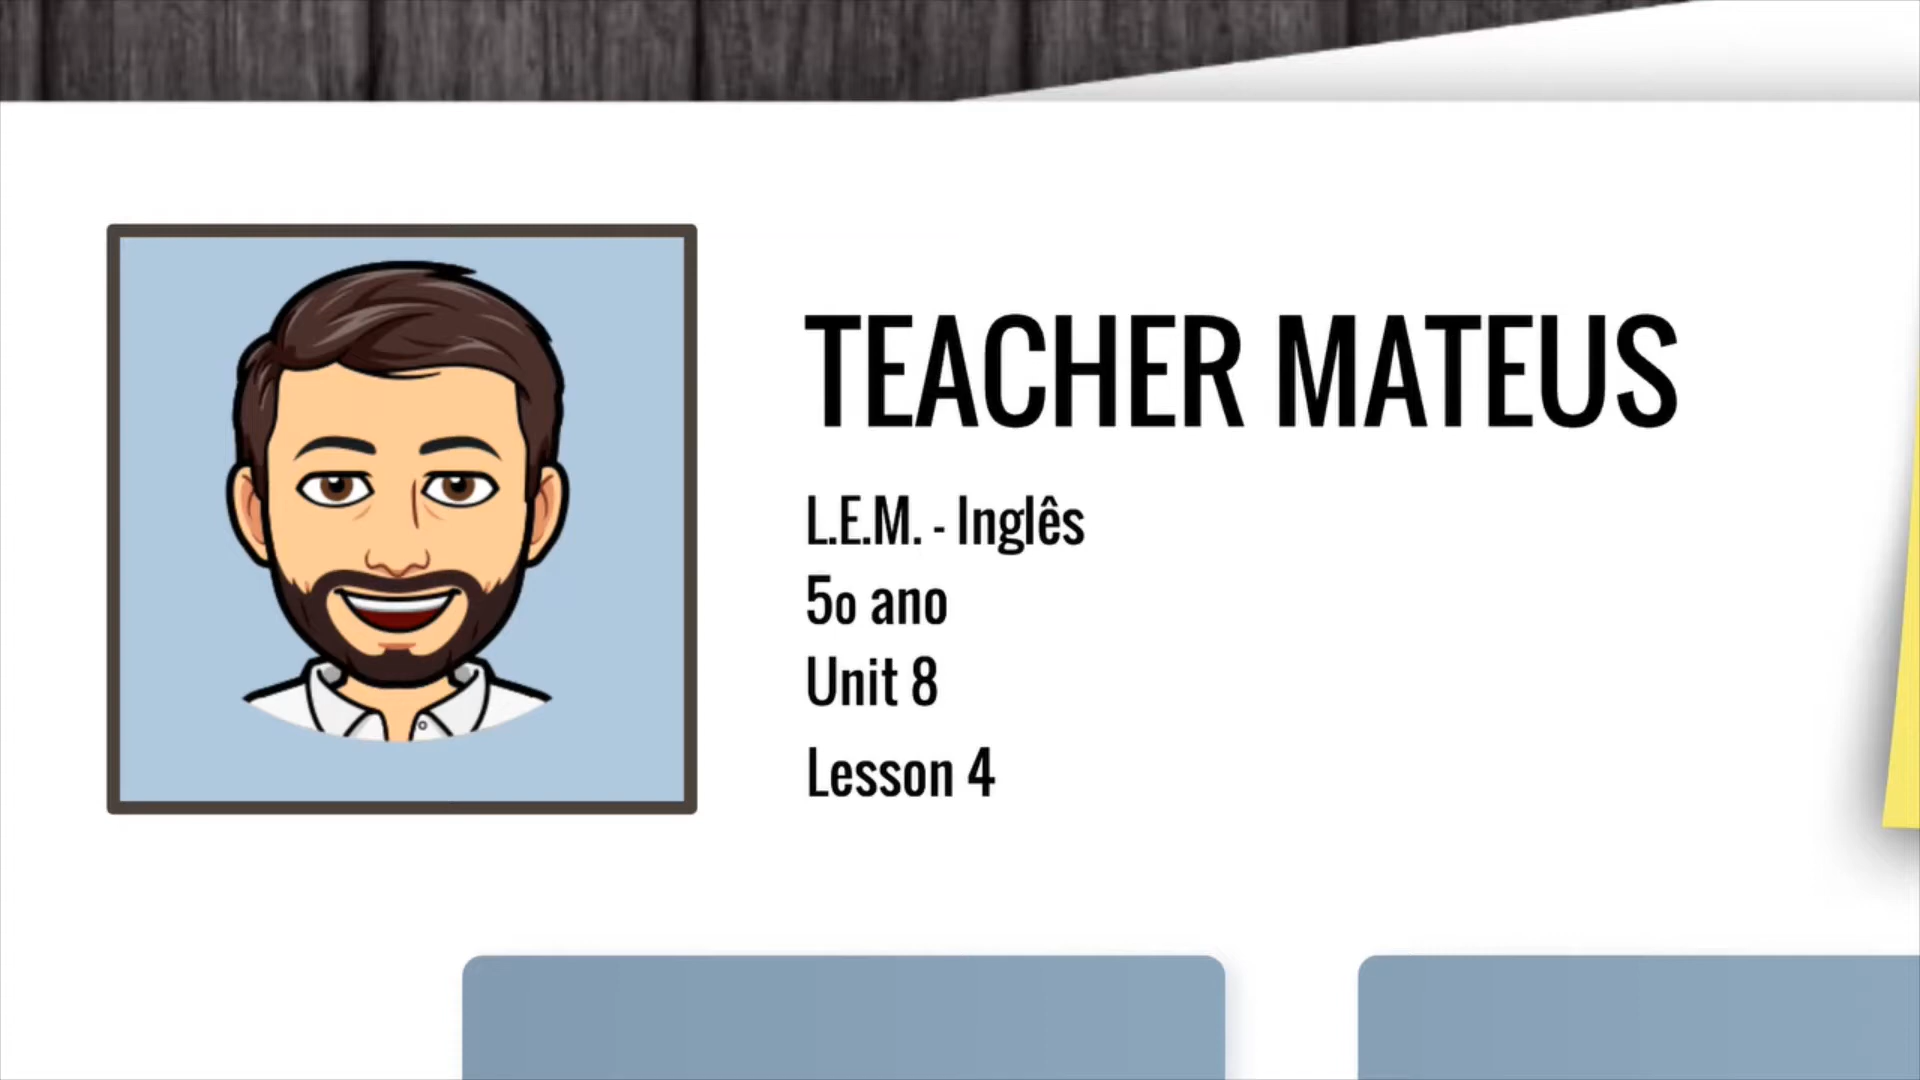 TEACHER MATEUS
L.E.M. - Inglês
5o ano
Unit 8
Lesson 4